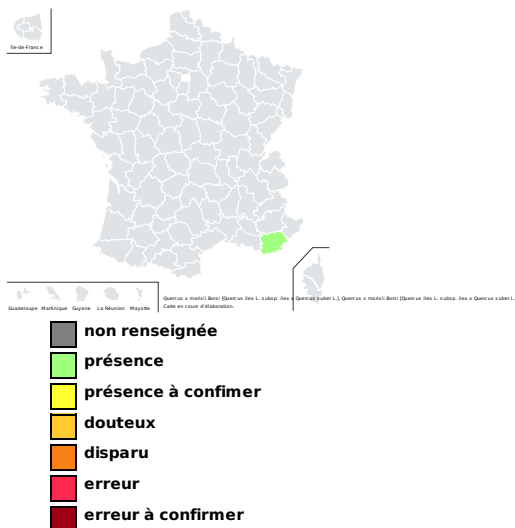 Île-de-France
Guadeloupe Martinique Guyane La Réunion Mayotte
Quercus x morisii Borzi [Quercus ilex L. subsp. ilex x Quercus suber L.], Quercus x morisii Borzi [Quercus ilex L. subsp. ilex x Quercus suber L.
Carte en cours d'élaboration.
non renseignée
présence
présence à confimer
douteux
disparu
erreur
erreur à confirmer